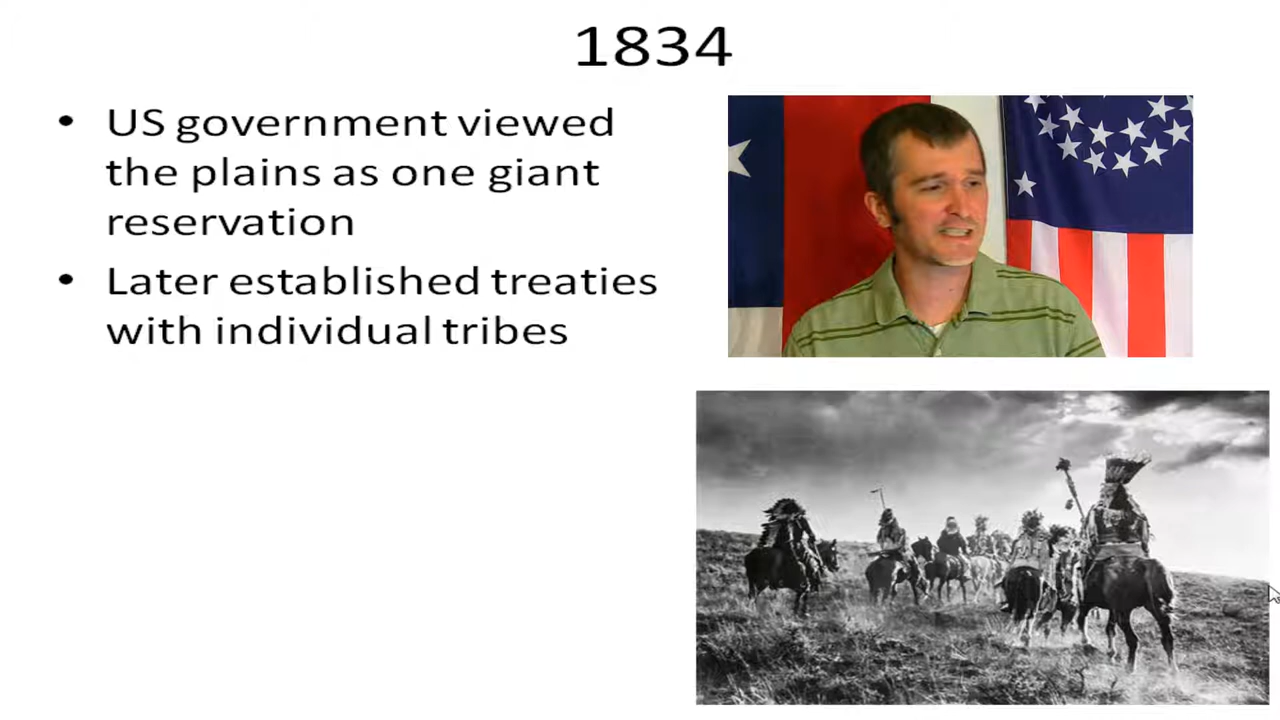 1834
• US government viewed
the plains as one giant
reservation
• Later established treaties
with individual tribes